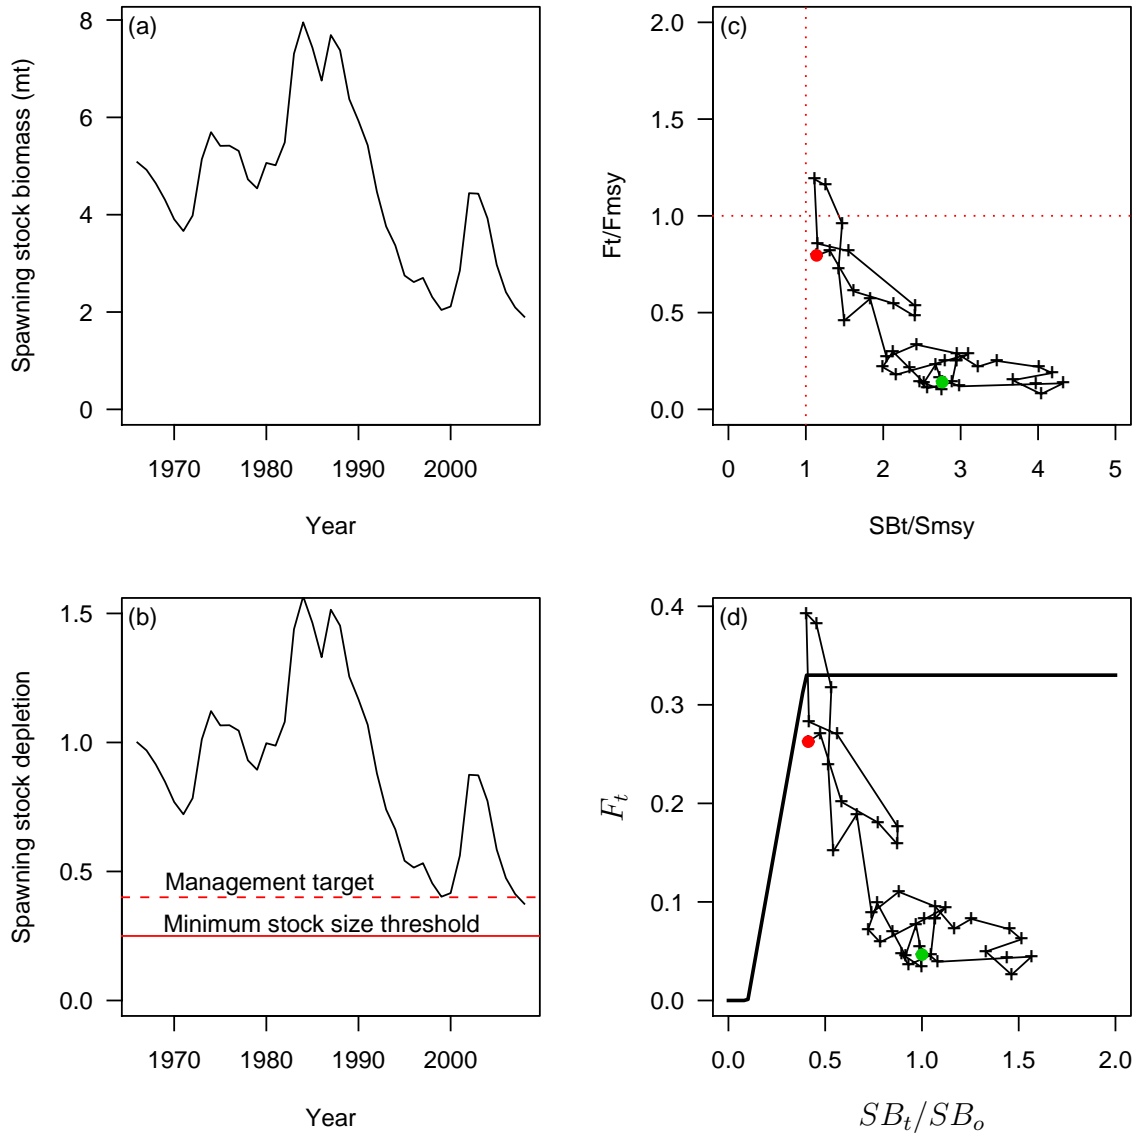 (a)
Spawning stock biomass (mt)
8
6
4
2
0
1970 1980 1990 2000
Year
(c)
Ft/Fmsy
2.0
1.5
1.0
0.5
0.0
0 1 2 3 4 5
SBt/Smsy
(b)
Spawning stock depletion
1.5
1.0
0.5
0.0
Management target
Minimum stock size threshold
1970 1980 1990 2000
Year
(d)
F_t
0.4
0.3
0.2
0.1
0.0
0.0 0.5 1.0 1.5 2.0
SB_t/SB_o